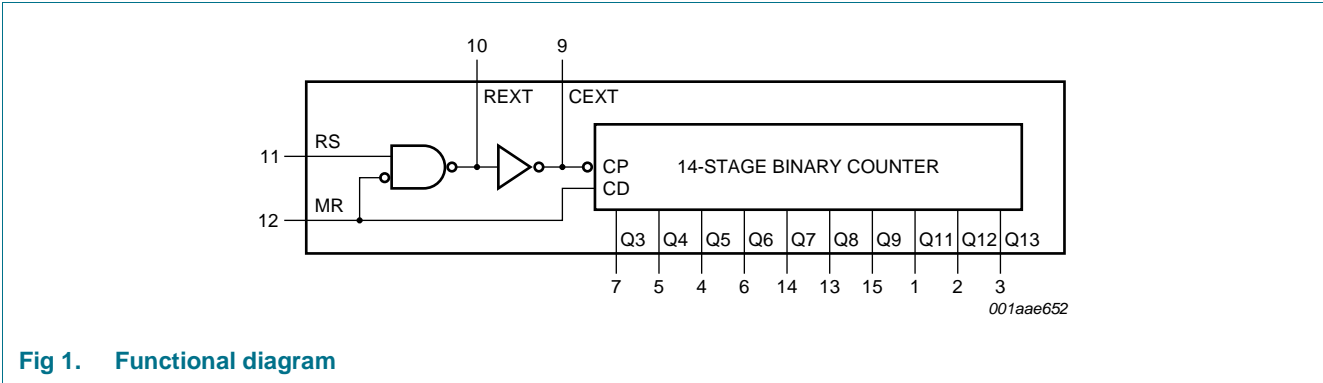 10 9
REXT CEXT
RS
11
CP 14-STAGE BINARY COUNTER
CD
MR
12
Q3 Q4 Q5 Q6 Q7 Q8 Q9 Q11 Q12 Q13
7 5 4 6 14 13 15 1 2 3
001aae652
Fig 1. Functional diagram